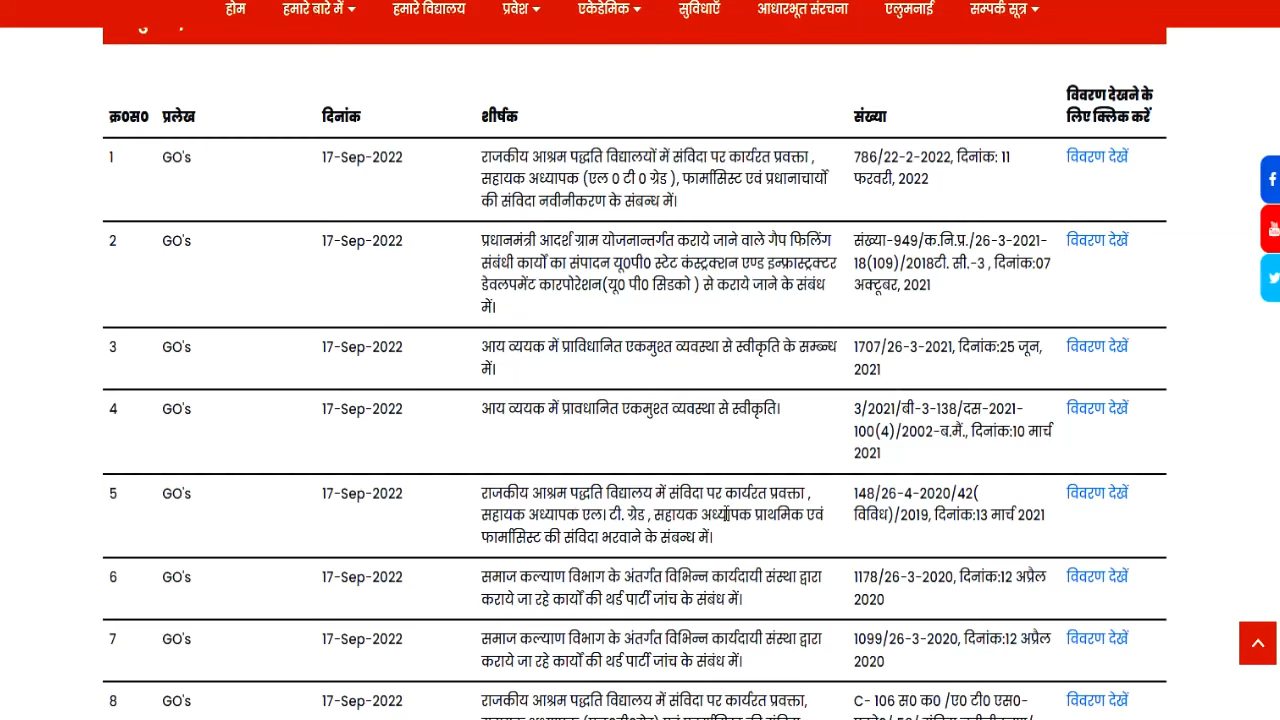 होम हमारे बारे में हमारे विद्यालय प्रवेश एकेडेमिक सुविधाएँ आधारभूत संरचना एलुमनाई सम्पर्क सूत्र
क्र०स० प्रलेख दिनांक शीर्षक संख्या विवरण देखने के
लिए क्लिक करें
1 GO's 17-Sep-2022 राजकीय आश्रम पद्धति विद्यालयों में संविदा पर कार्यरत प्रवक्ता , 786/22-2-2022, दिनांक: 11 विवरण देखें
सहायक अध्यापक (एल 0 टी 0 ग्रेड ), फार्मासिस्ट एवं प्रधानाचार्यो फरवरी, 2022
की संविदा नवीनीकरण के संबन्ध में।
2 GO's 17-Sep-2022 प्रधानमंत्री आदर्श ग्राम योजनान्तर्गत कराये जाने वाले गैप फिलिंग संख्या-949/क.नि.प्र./26-3-2021- विवरण देखें
संबंधी कार्यों का संपादन यू0पी0 स्टेट कंस्ट्रक्शन एण्ड इन्फ्रास्ट्रक्टर 18(109)/2018टी. सी.-3 , दिनांक:07
डेवलपमेंट कारपोरेशन(यू0 पी0 सिडको ) से कराये जाने के संबंध अक्टूबर, 2021
में।
3 GO's 17-Sep-2022 आय व्ययक में प्राविधानित एकमुश्त व्यवस्था से स्वीकृति के सम्ब्न्ध 1707/26-3-2021, दिनांक:25 जून, विवरण देखें
में। 2021
4 GO's 17-Sep-2022 आय व्ययक में प्रावधानित एकमुश्त व्यवस्था से स्वीकृति। 3/2021/बी-3-138/दस-2021- विवरण देखें
100(4)/2002-ब.मैं., दिनांक:10 मार्च
2021
5 GO's 17-Sep-2022 राजकीय आश्रम पद्धति विद्यालय में संविदा पर कार्यरत प्रवक्ता , 148/26-4-2020/42( विवरण देखें
सहायक अध्यापक एल। टी. ग्रेड , सहायक अध्यापक प्राथमिक एवं विविध)/2019, दिनांक:13 मार्च 2021
फार्मासिस्ट की संविदा भरवाने के संबन्ध में।
6 GO's 17-Sep-2022 समाज कल्याण विभाग के अंतर्गत विभिन्न कार्यदायी संस्था द्वारा 1178/26-3-2020, दिनांक:12 अप्रैल विवरण देखें
कराये जा रहे कार्यों की थर्ड पार्टी जांच के संबंध में। 2020
7 GO's 17-Sep-2022 समाज कल्याण विभाग के अंतर्गत विभिन्न कार्यदायी संस्था द्वारा 1099/26-3-2020, दिनांक:12 अप्रैल विवरण देखें
कराये जा रहे कार्यों की थर्ड पार्टी जांच के संबंध में। 2020
8 GO's 17-Sep-2022 राजकीय आश्रम पद्धति विद्यालय में संविदा पर कार्यरत प्रवक्ता, C- 106 स0 क0 /ए0 टी0 एस0- विवरण देखें